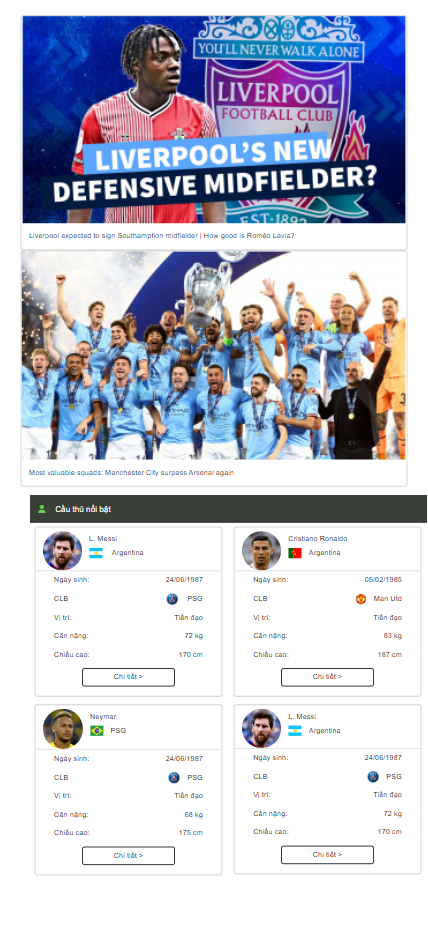 YOU'LL NEVER WALK ALONE
LIVERPOOL
FOOTBALL CLUB
LIVERPOOL'S NEW
DEFENSIVE MIDFIELDER?
EST·1892
Liverpool expected to sign Southamption midfielder | How good is Roméo Lavia?
Most valuable squads: Manchester City surpass Arsenal again
Cầu thủ nổi bật
L. Messi
Argentina
Ngày sinh: 24/06/1987
CLB PSG
Vị trí: Tiền đạo
Cân nặng: 72 kg
Chiều cao: 170 cm
Chi tiết >
Cristiano Ronaldo
Argentina
Ngày sinh: 05/02/1985
CLB Man Utd
Vị trí: Tiền đạo
Cân nặng: 83 kg
Chiều cao: 187 cm
Chi tiết >
Neymar
PSG
Ngày sinh: 24/06/1987
CLB PSG
Vị trí: Tiền đạo
Cân nặng: 68 kg
Chiều cao: 175 cm
Chi tiết >
L. Messi
Argentina
Ngày sinh: 24/06/1987
CLB PSG
Vị trí: Tiền đạo
Cân nặng: 72 kg
Chiều cao: 170 cm
Chi tiết >